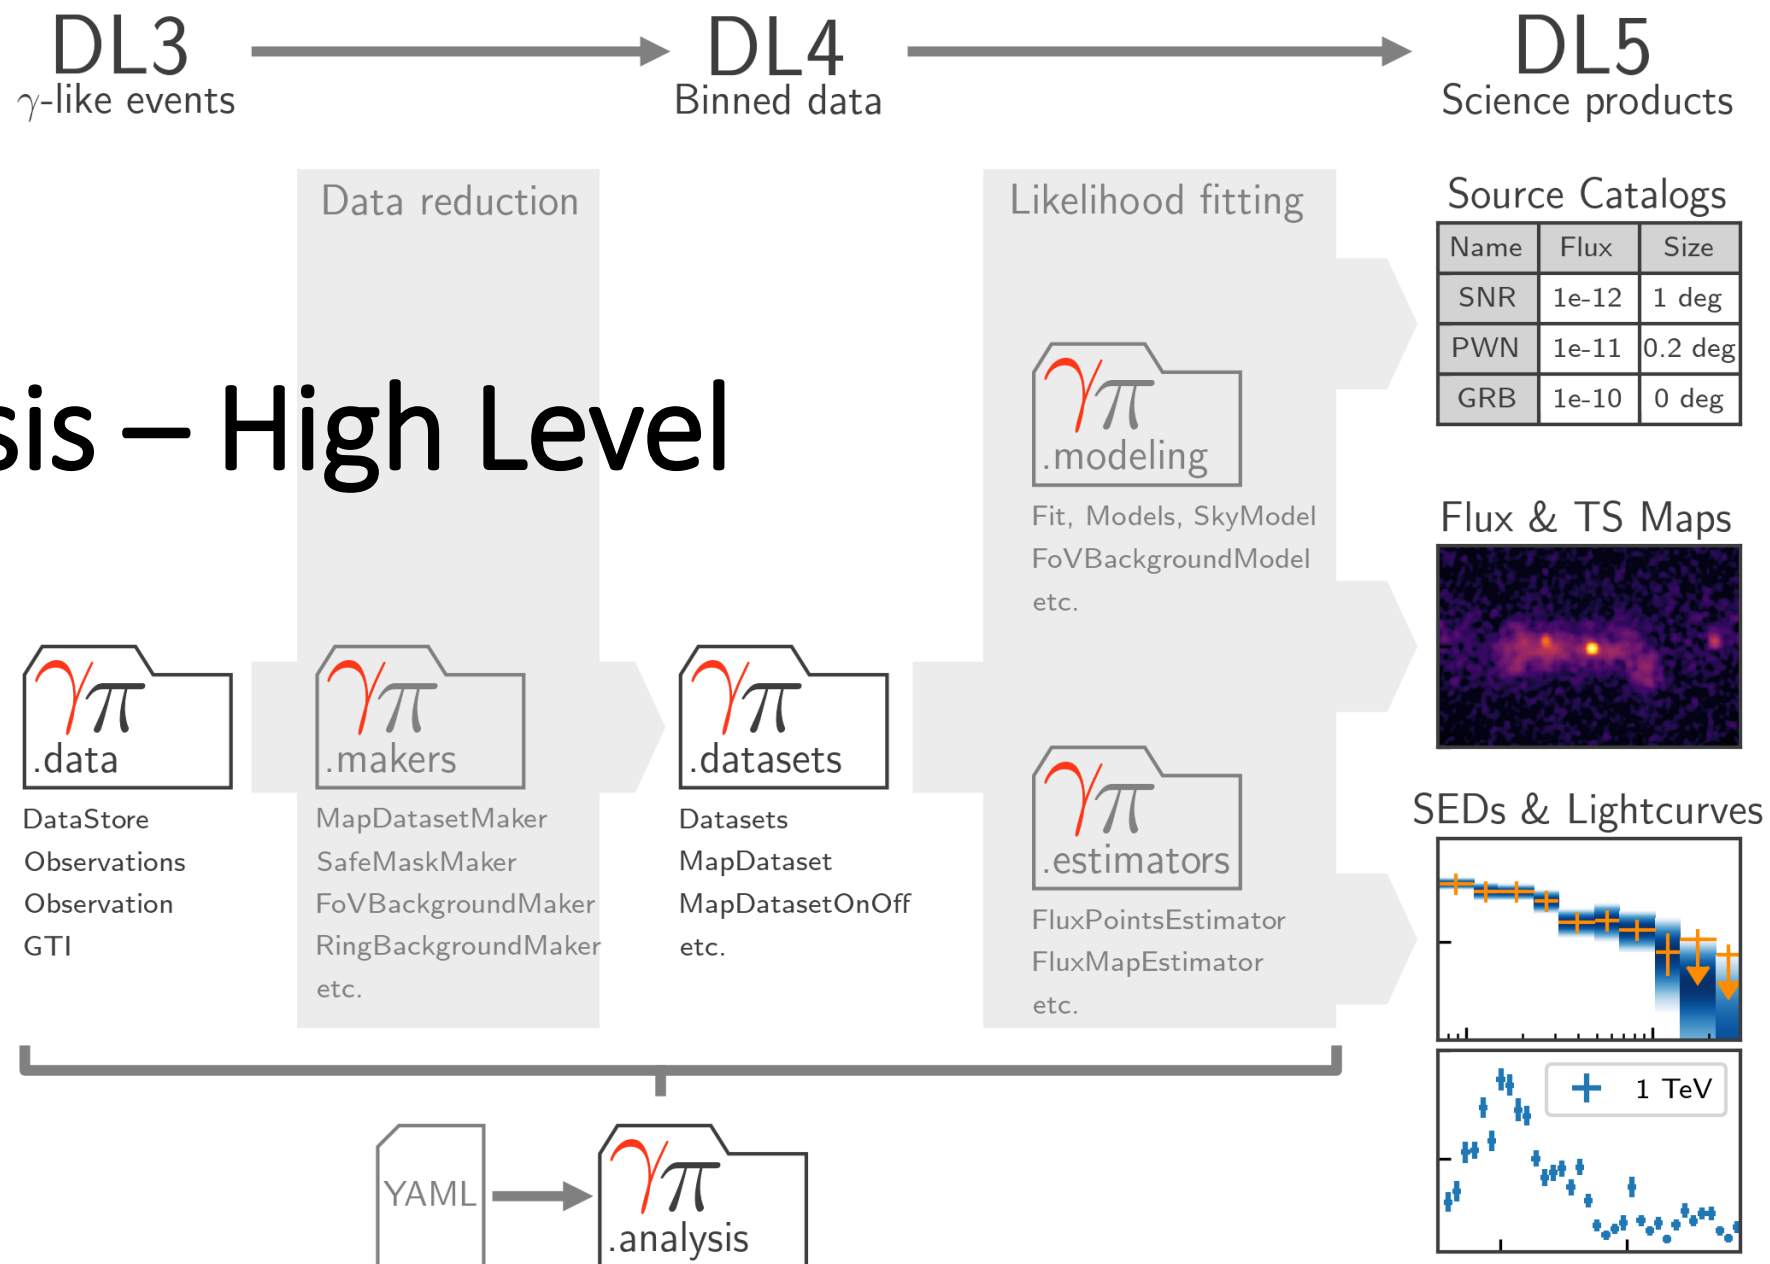 DL3
γ-like events
DL4
Binned data
DL5
Science products
Data reduction
Likelihood fitting
sis – High Level
γπ
.data
DataStore
Observations
Observation
GTI
γπ
.makers
MapDatasetMaker
SafeMaskMaker
FoVBackgroundMaker
RingBackgroundMaker
etc.
γπ
.datasets
Datasets
MapDataset
MapDatasetOnOff
etc.
γπ
.modeling
Fit, Models, SkyModel
FoVBackgroundModel
etc.
γπ
.estimators
FluxPointsEstimator
FluxMapEstimator
etc.
Source Catalogs
Name Flux Size
SNR 1e-12 1 deg
PWN 1e-11 0.2 deg
GRB 1e-10 0 deg
Flux & TS Maps
SEDs & Lightcurves
1 TeV
YAML
γπ
.analysis